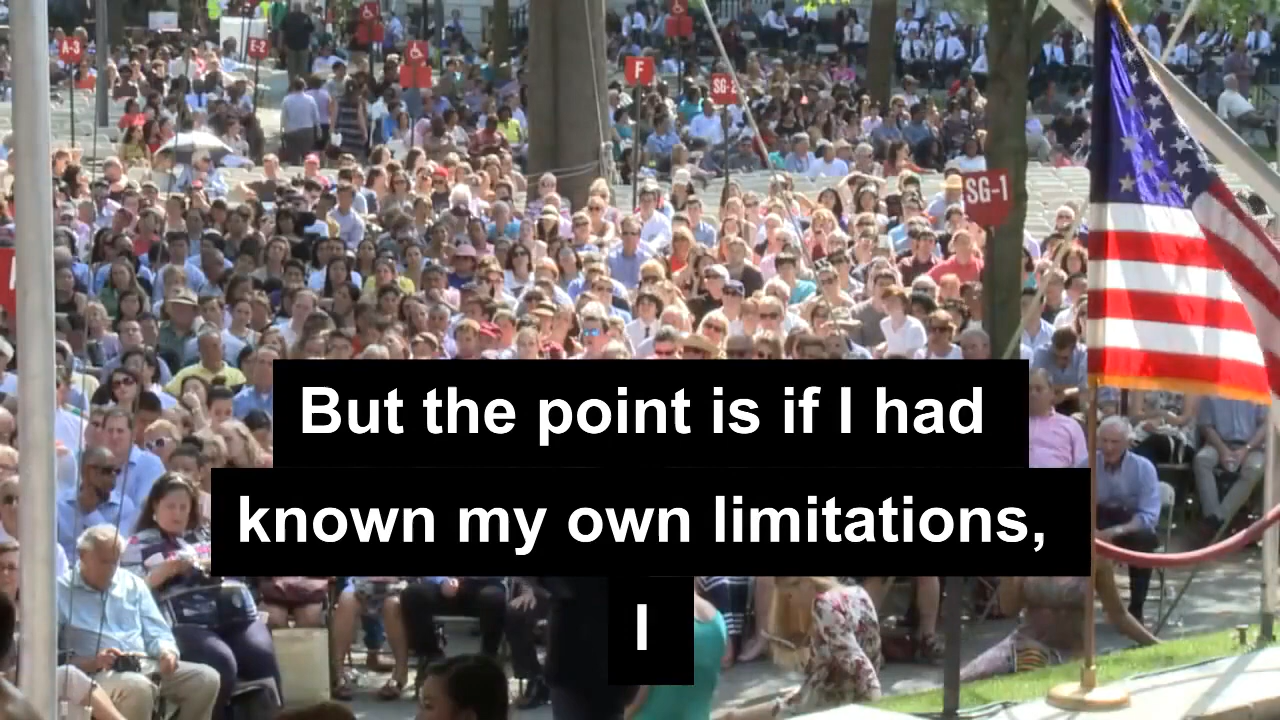 A-3
E-2
F
SG-2
SG-1
But the point is if I had
known my own limitations,
I